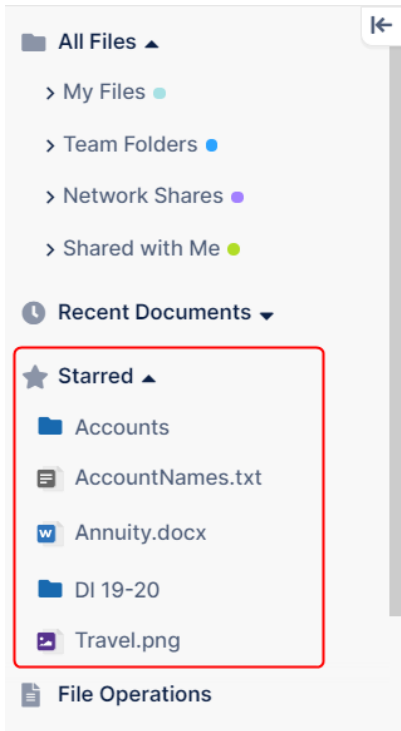 All Files
My Files
Team Folders
Network Shares
Shared with Me
Recent Documents
Starred
Accounts
AccountNames.txt
Annuity.docx
DI 19-20
Travel.png
File Operations